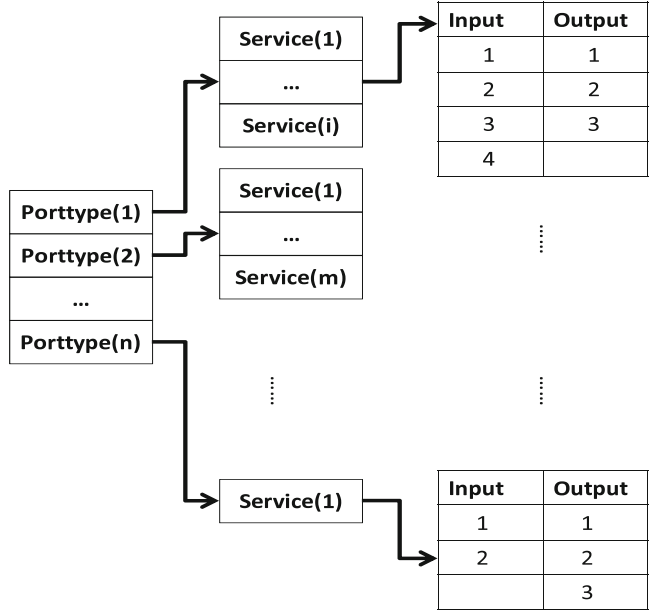 Porttype(1)
Porttype(2)
...
Porttype(n)
Service(1)
...
Service(i)
Service(1)
...
Service(m)
Service(1)
Input Output
1 1
2 2
3 3
4
Input Output
1 1
2 2
3